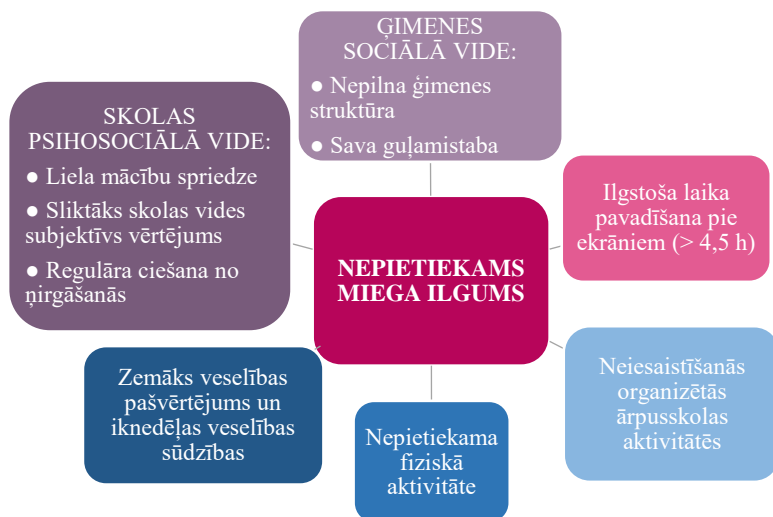 ĢIMENES
SOCIĀLĀ VIDE:
● Nepilna ģimenes
struktūra
● Sava guļamistaba
SKOLAS
PSIHOSOCIĀLĀ VIDE:
● Liela mācību spriedze
● Sliktāks skolas vides
subjektīvs vērtējums
● Regulāra ciešana no
ņirgāšanās
Ilgstoša laika
pavadīšana pie
ekrāniem (> 4,5 h)
NEPIETIEKAMS
MIEGA ILGUMS
Zemāks veselības
pašvērtējums un
iknedēļas veselības
sūdzības
Nepietiekama
fiziskā
aktivitāte
Neiesaistīšanās
organizētās
ārpusskolas
aktivitātēs